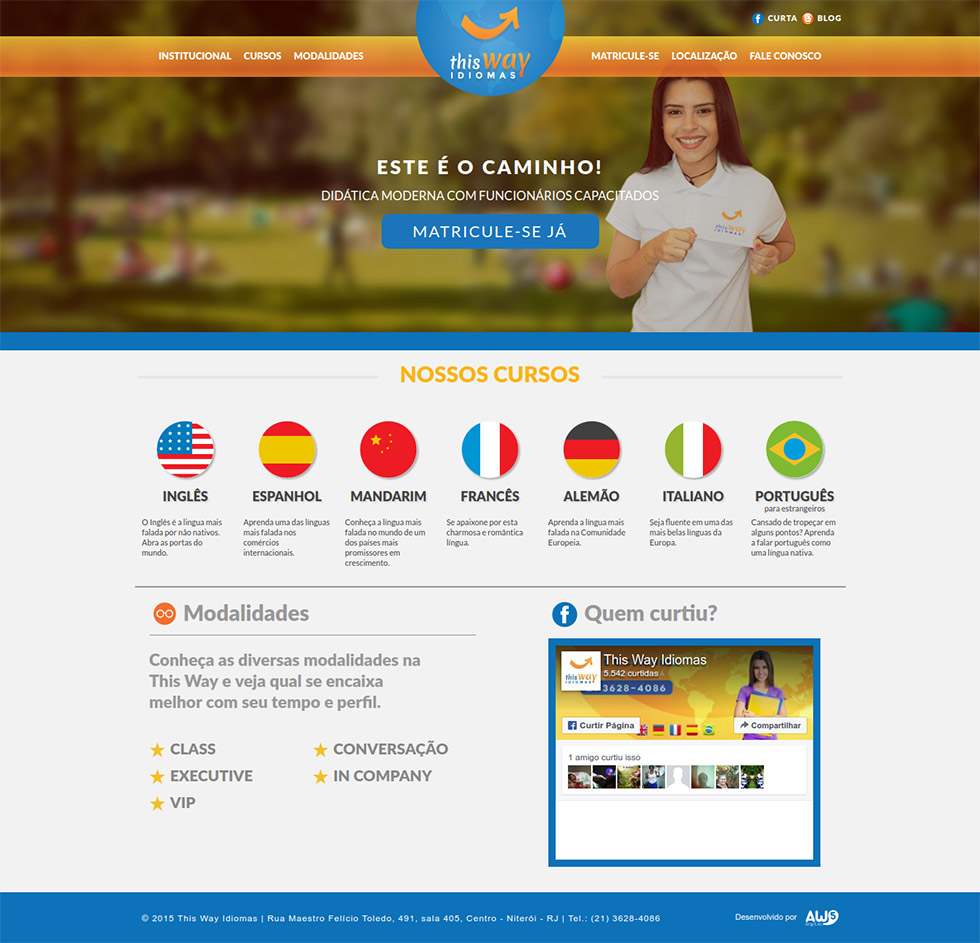 CURTA BLOG
INSTITUCIONAL CURSOS MODALIDADES
this way
IDIOMAS
MATRICULE-SE LOCALIZAÇÃO FALE CONOSCO
ESTE É O CAMINHO!
DIDÁTICA MODERNA COM FUNCIONÁRIOS CAPACITADOS
MATRICULE-SE JÁ
this way
IDIOMAS
NOSSOS CURSOS
INGLÊS
O Inglês é a língua mais
falada por não nativos.
Abra as portas do
mundo.
ESPANHOL
Aprenda uma das línguas
mais falada nos
comércios
internacionais.
MANDARIM
Conheça a língua mais
falada no mundo de um
dos países mais
promissores em
crescimento.
FRANCÊS
Se apaixone por esta
charmosa e romântica
língua.
ALEMÃO
Aprenda a língua mais
falada na Comunidade
Europeia.
ITALIANO
Seja fluente em uma das
mais belas línguas da
Europa.
PORTUGUÊS
para estrangeiros
Cansado de tropeçar em
alguns pontos? Aprenda
a falar português como
uma língua nativa.
Modalidades
Conheça as diversas modalidades na
This Way e veja qual se encaixa
melhor com seu tempo e perfil.
CLASS
EXECUTIVE
VIP
CONVERSAÇÃO
IN COMPANY
Quem curtiu?
this way
IDIOMAS
This Way Idiomas
5.542 curtidas
3628-4086
Curtir Página
Compartilhar
1 amigo curtiu isso
© 2015 This Way Idiomas | Rua Maestro Felício Toledo, 491, sala 405, Centro - Niterói - RJ | Tel.: (21) 3628-4086
Desenvolvido por AWS